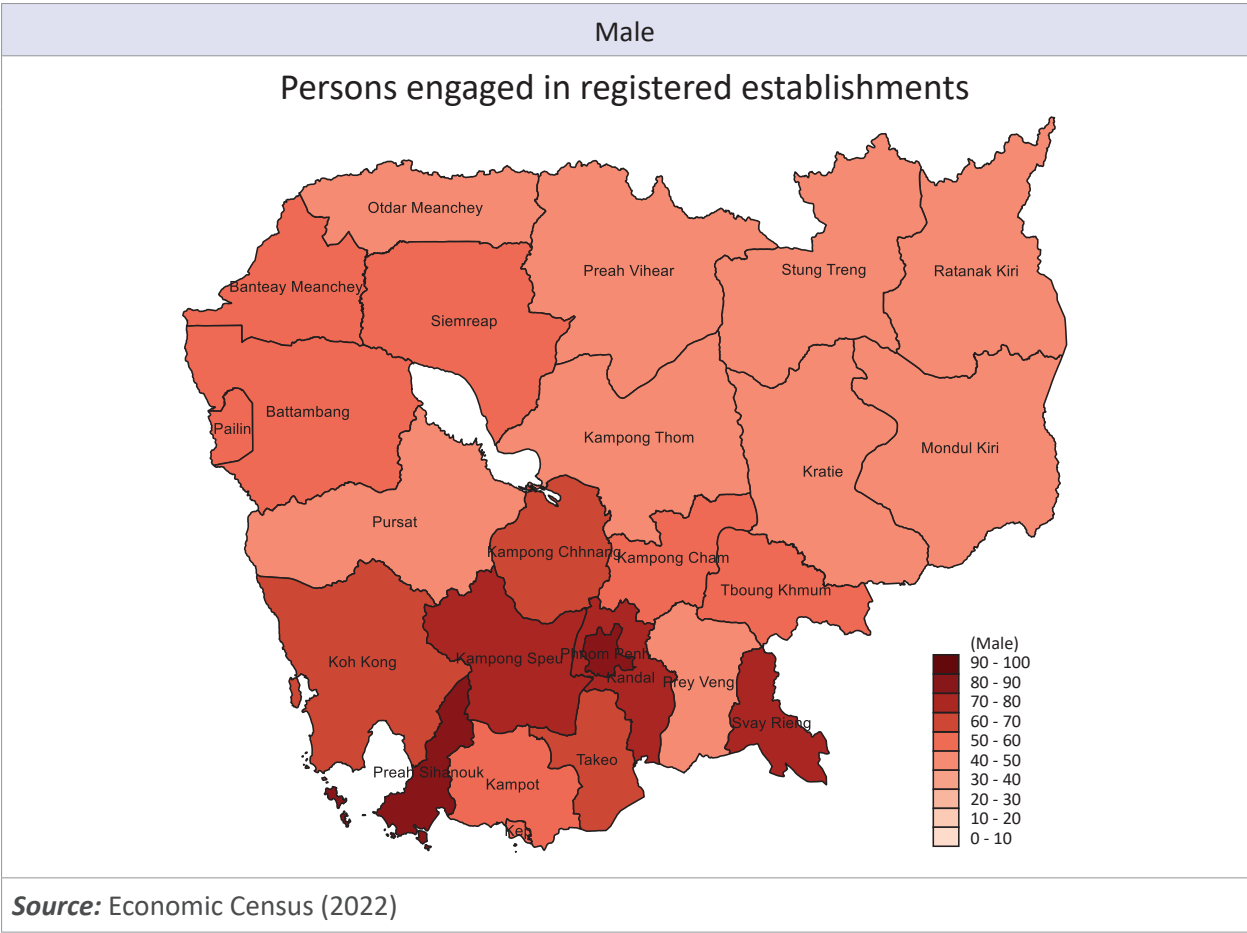 Male
Persons engaged in registered establishments
Otdar Meanchey
Banteay Meanchey
Siemreap
Preah Vihear
Stung Treng
Ratanak Kiri
Battambang
Pailin
Kampong Thom
Kratie
Mondul Kiri
Pursat
Kampong Chhnang
Kampong Cham
Tboung Khmum
Koh Kong
Kampong Speu
Phnom Penh
Kandal
Prey Veng
Svay Rieng
Preah Sihanouk
Kampot
Takeo
Kep
(Male)
90 - 100
80 - 90
70 - 80
60 - 70
50 - 60
40 - 50
30 - 40
20 - 30
10 - 20
0 - 10
Source: Economic Census (2022)